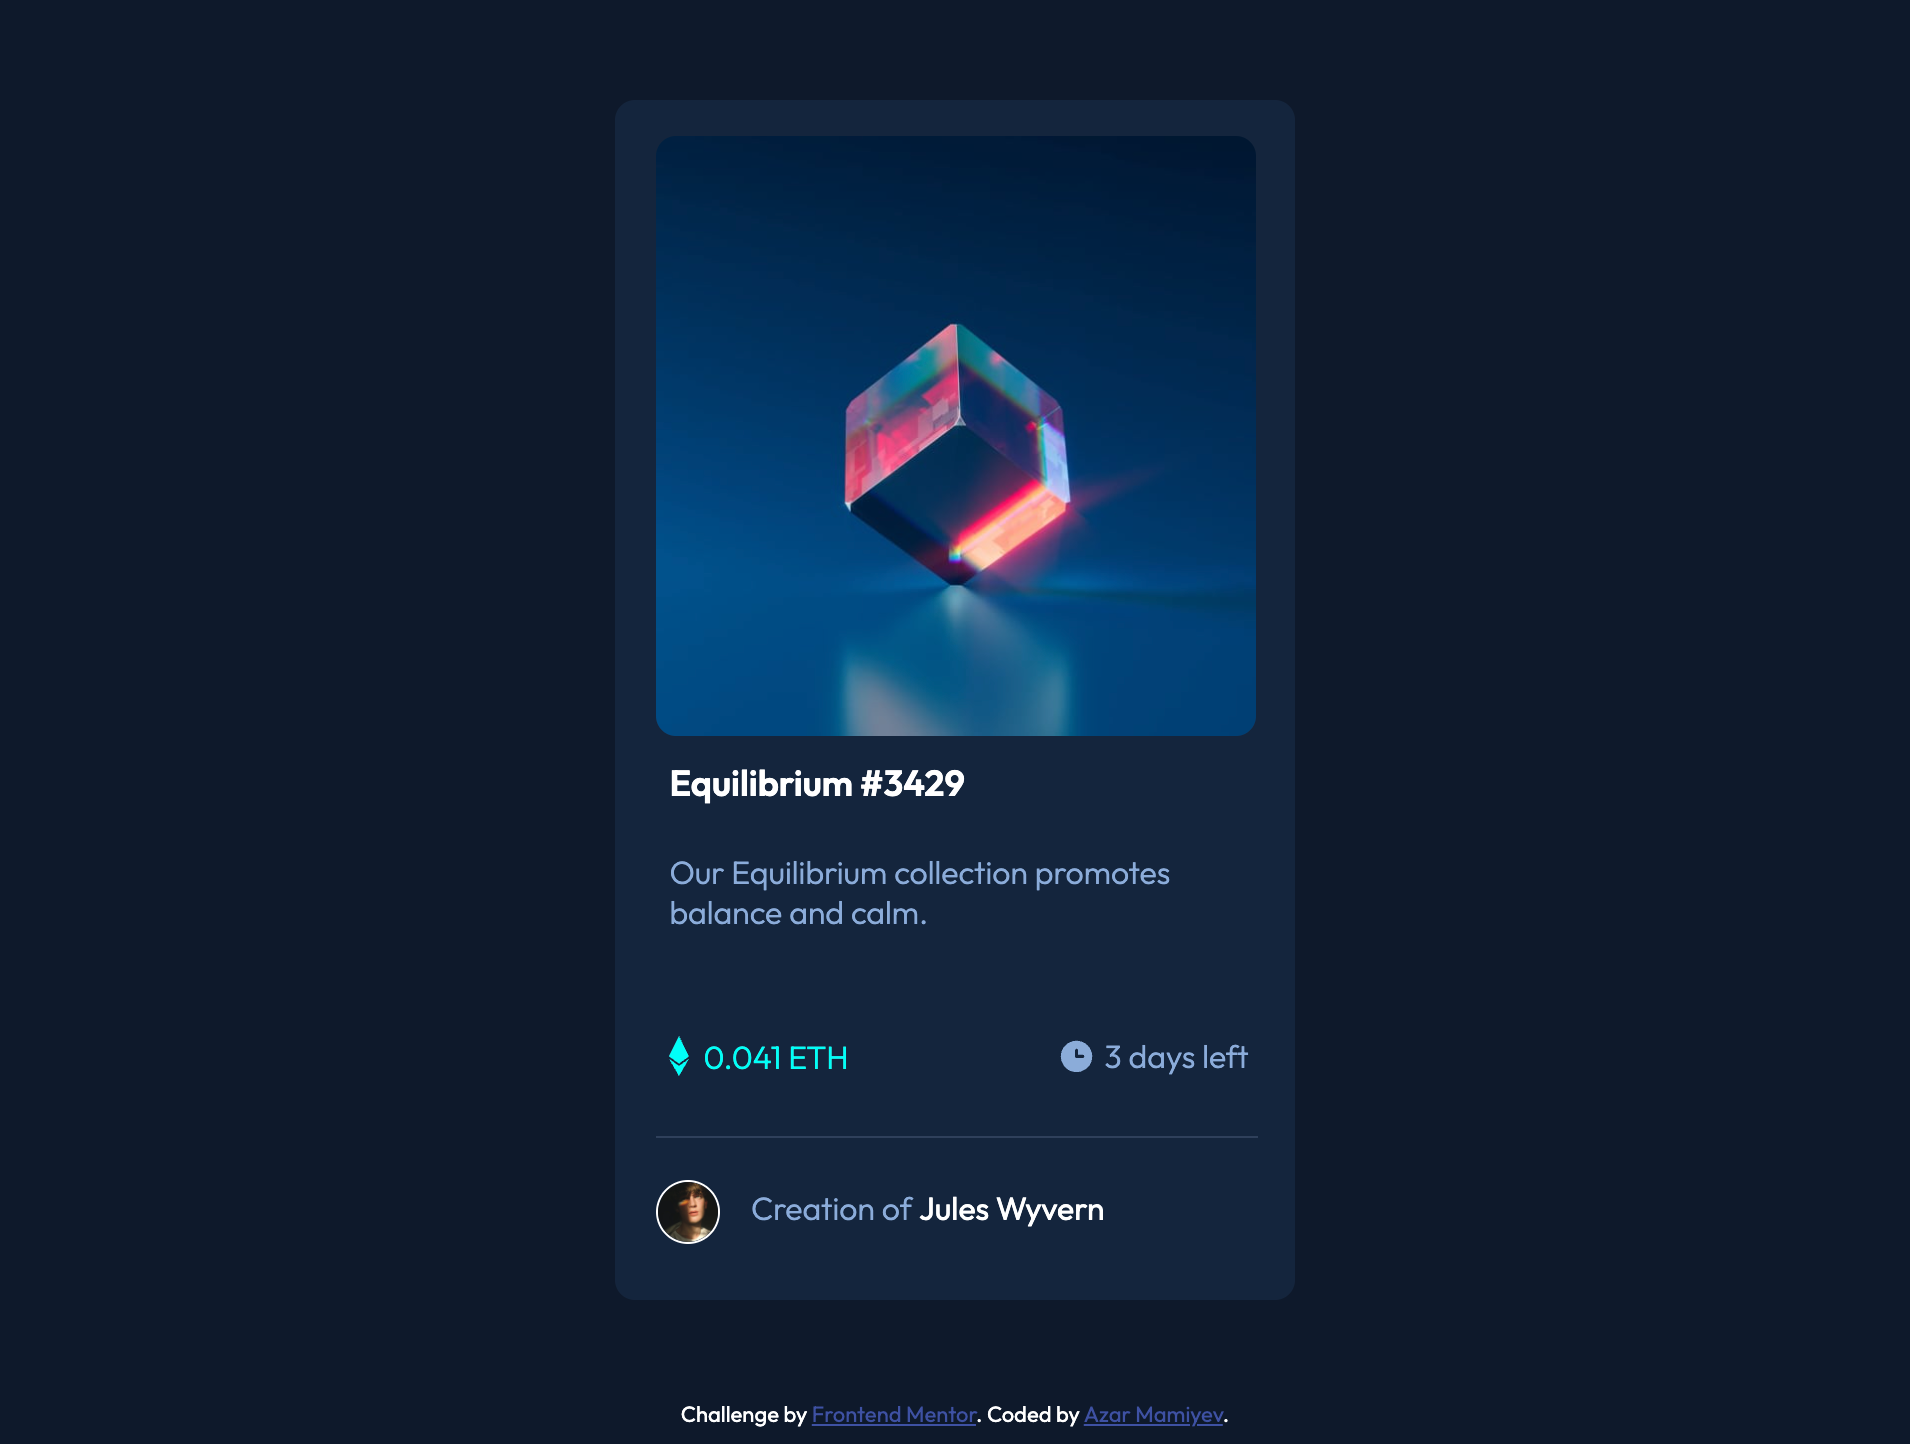 Equilibrium #3429
Our Equilibrium collection promotes
balance and calm.
0.041 ETH
3 days left
Creation of Jules Wyvern
Challenge by Frontend Mentor. Coded by Azar Mamiyev.